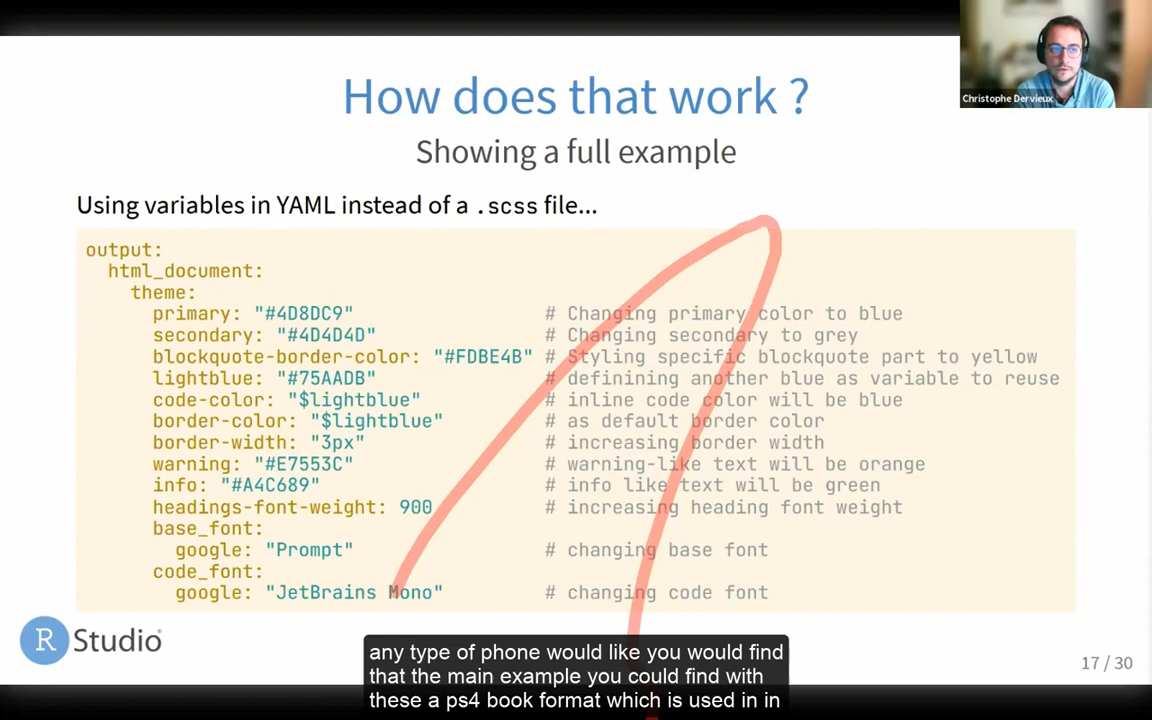 Christophe Dervieux
How does that work ?
Showing a full example
Using variables in YAML instead of a .scss file...
output:
html_document:
theme:
primary: "#4D8DC9" # Changing primary color to blue
secondary: "#4D4D4D" # Changing secondary to grey
blockquote-border-color: "#FDBE4B" # Styling specific blockquote part to yellow
lightblue: "#75AADB" # definining another blue as variable to reuse
code-color: "$lightblue" # inline code color will be blue
border-color: "$lightblue" # as default border color
border-width: "3px" # increasing border width
warning: "#E7553C" # warning-like text will be orange
info: "#A4C689" # info like text will be green
headings-font-weight: 900 # increasing heading font weight
base_font:
google: "Prompt" # changing base font
code_font:
google: "JetBrains Mono" # changing code font
R Studio
any type of phone would like you would find
that the main example you could find with
these a ps4 book format which is used in in
17 / 30